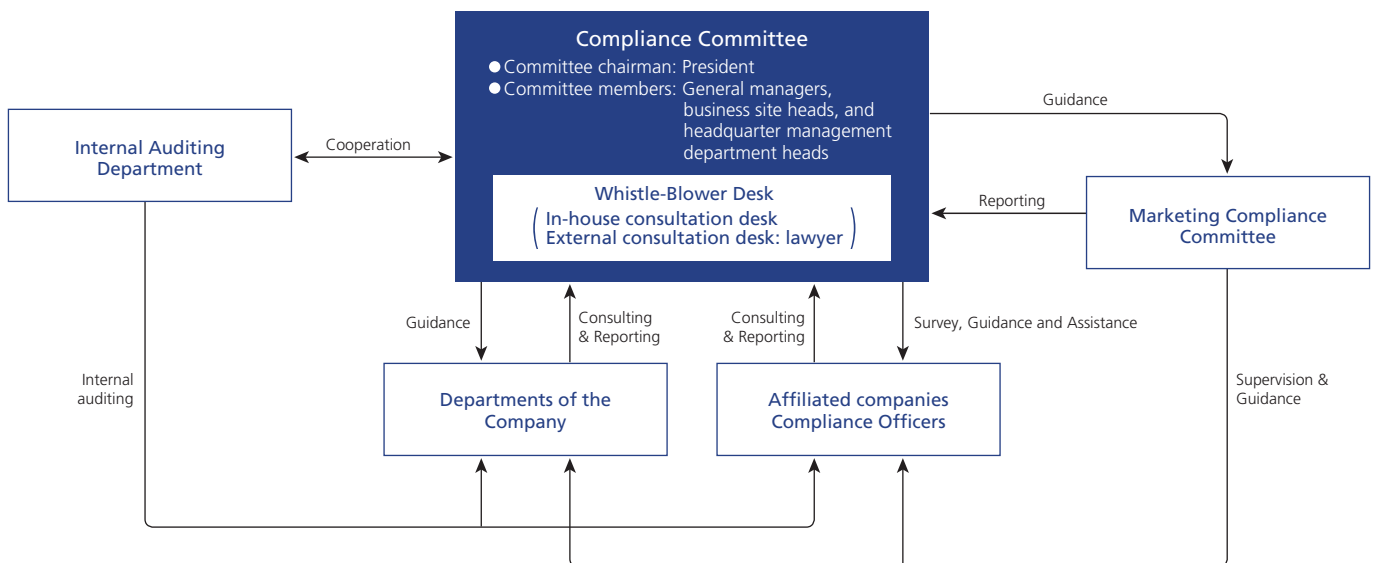 Compliance Committee
● Committee chairman: President
● Committee members: General managers,
business site heads, and
headquarter management
department heads
Guidance
Internal Auditing
Department
Cooperation
Whistle-Blower Desk
( In-house consultation desk
External consultation desk: lawyer )
Reporting
Marketing Compliance
Committee
Guidance
Consulting
& Reporting
Consulting
& Reporting
Survey, Guidance and Assistance
Internal
auditing
Departments of the
Company
Affiliated companies
Compliance Officers
Supervision &
Guidance